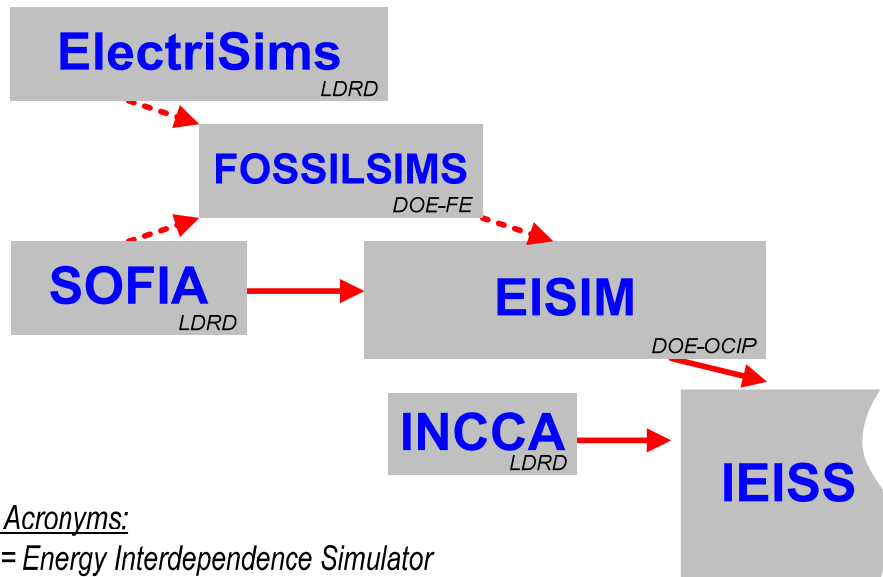 ElectriSims
LDRD
FOSSILSIMS
DOE-FE
SOFIA
LDRD
EISIM
DOE-OCIP
INCCA
LDRD
IEISS
Acronyms:
= Energy Interdependence Simulator